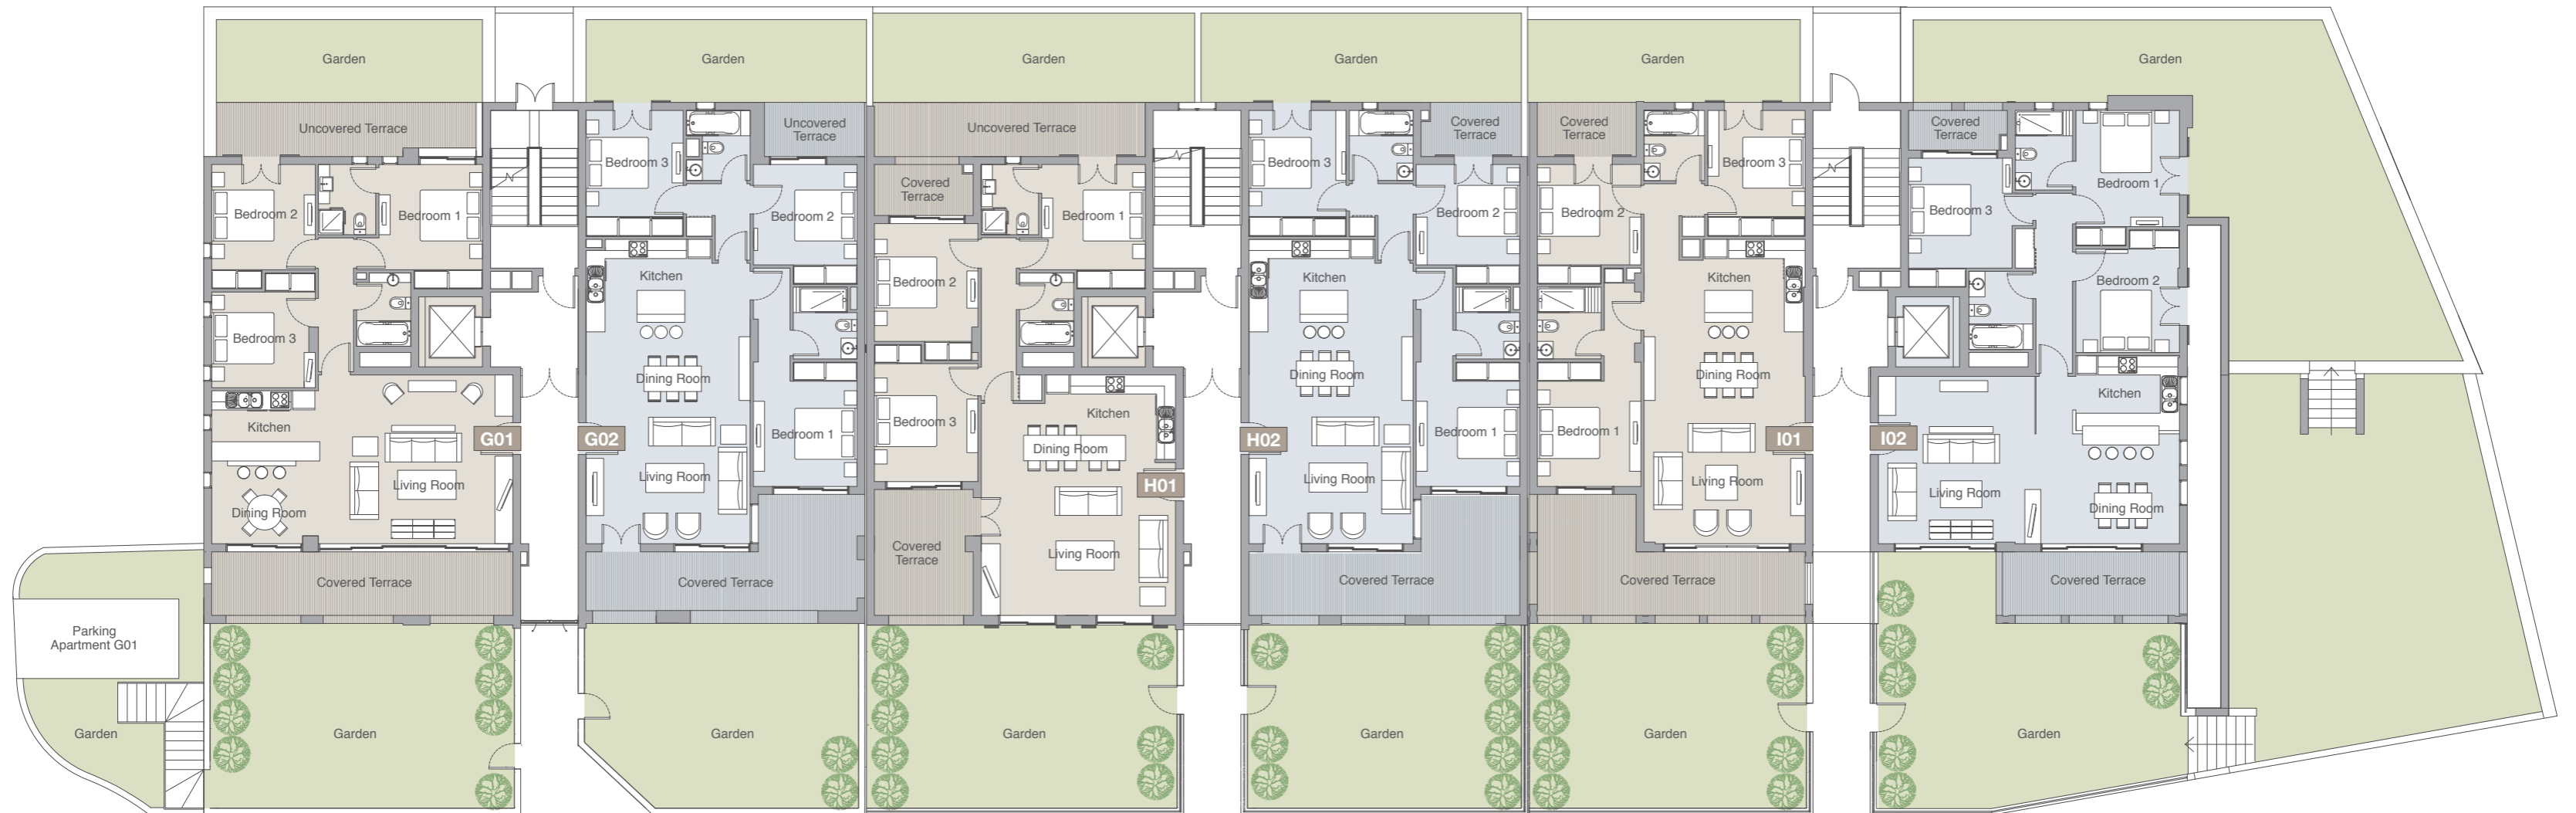 Garden
Garden
Garden
Garden
Garden
Garden
Uncovered Terrace
Uncovered
Terrace
Uncovered Terrace
Covered
Terrace
Covered
Terrace
Covered
Terrace
Bedroom 3
Bedroom 3
Bedroom 3
Bedroom 1
Covered
Terrace
Bedroom 2
Bedroom 1
Bedroom 2
Bedroom 1
Bedroom 2
Bedroom 2
Bedroom 3
Kitchen
Bedroom 2
Kitchen
Kitchen
Bedroom 2
Bedroom 3
Dining Room
Dining Room
Dining Room
Kitchen
Kitchen
Bedroom 3
Kitchen
Bedroom 1
Bedroom 1
Bedroom 1
G01
G02
H02
I01
I02
Dining Room
Living Room
Living Room
H01
Living Room
Living Room
Living Room
Dining Room
Dining Room
Covered
Terrace
Living Room
Covered Terrace
Covered Terrace
Covered Terrace
Covered Terrace
Covered Terrace
Parking
Apartment G01
Garden
Garden
Garden
Garden
Garden
Garden
Garden